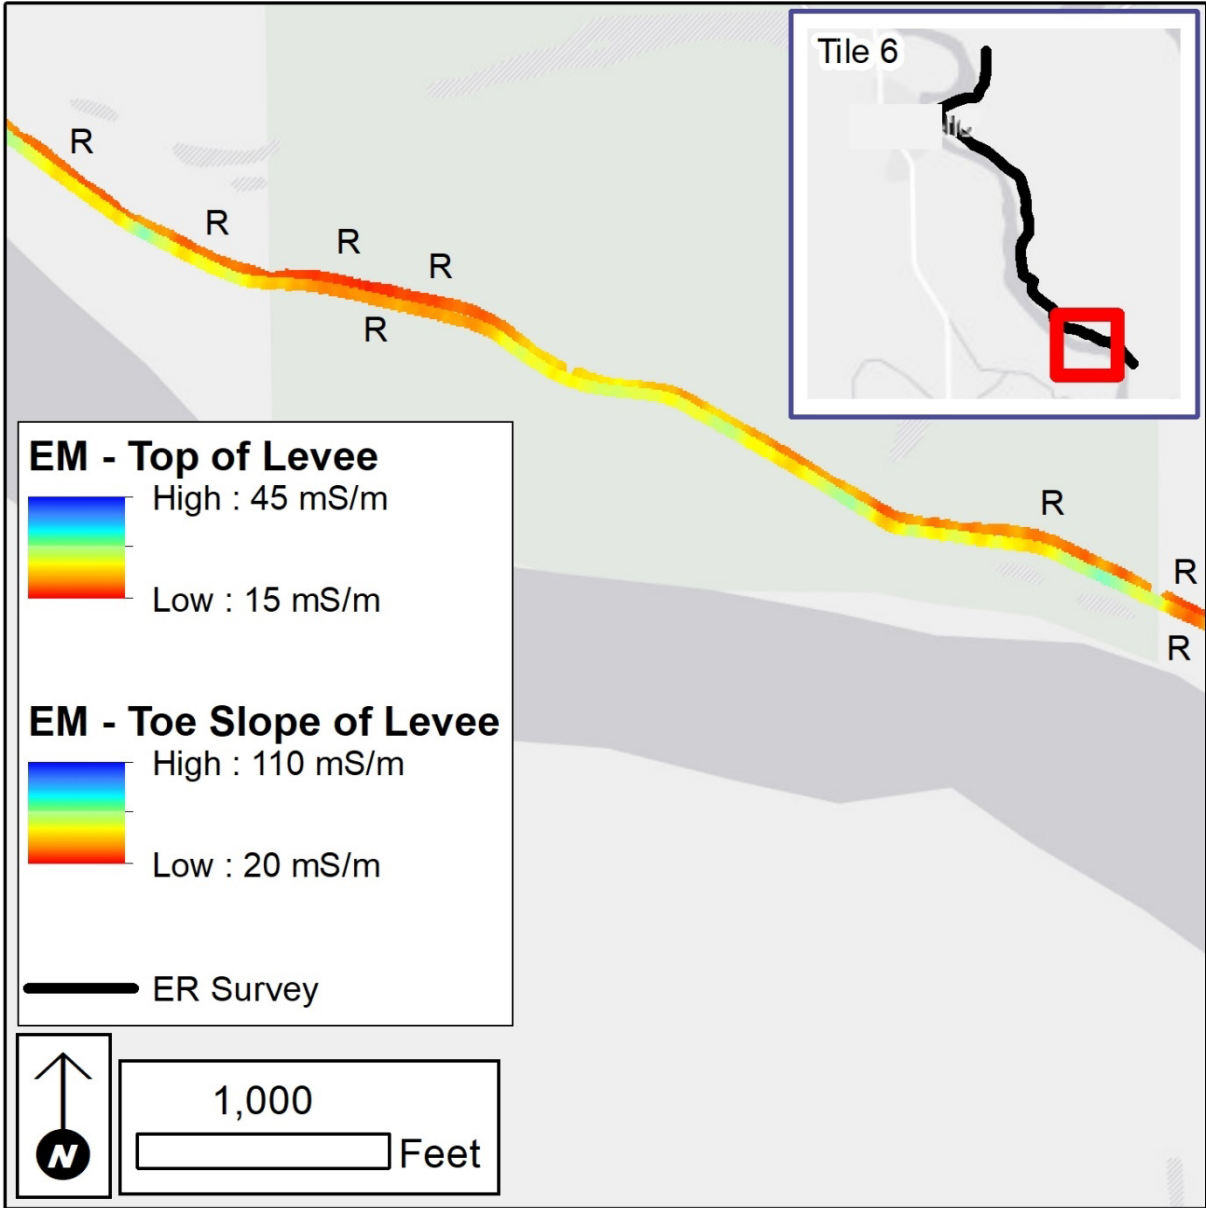 Tile 6
R
R
R
R
R
R
R
R
EM - Top of Levee
High : 45 mS/m
Low : 15 mS/m
EM - Toe Slope of Levee
High : 110 mS/m
Low : 20 mS/m
ER Survey
N
1,000
Feet